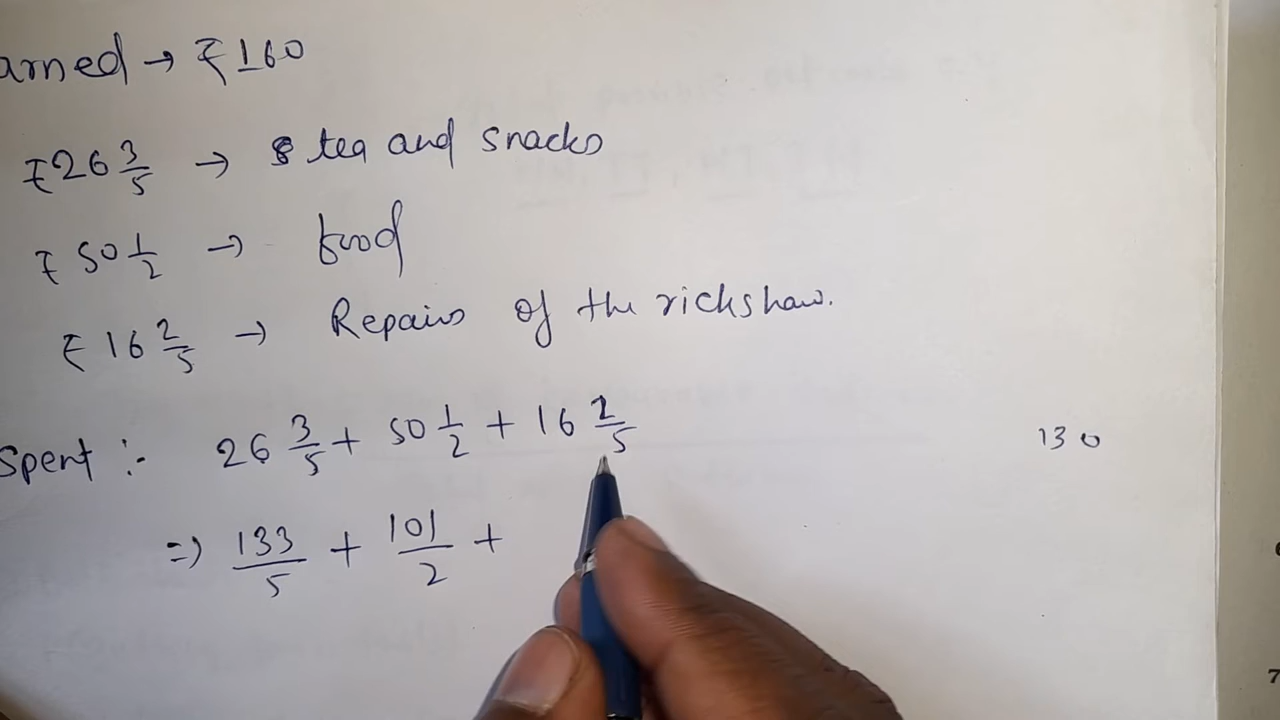 arned → ₹160
₹26 3/5 → tea and snacks
₹50 1/2 → food
₹16 2/5 → Repairs of the rickshaw.
Spent :- 26 3/5 + 50 1/2 + 16 2/5
130
=) 133/5 + 101/2 +
7